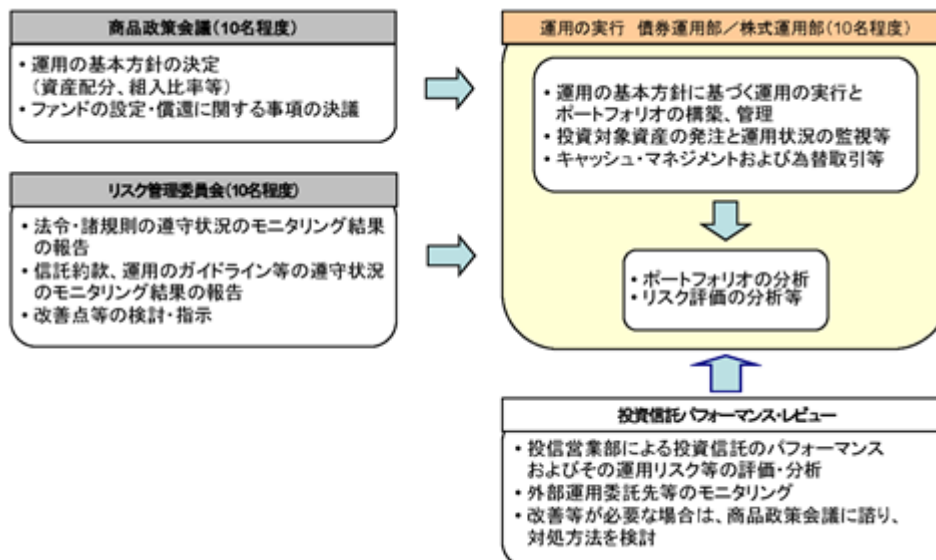 商品政策会議(10名程度)
・運用の基本方針の決定
(資産配分、組入比率等)
・ファンドの設定・償還に関する事項の決議
リスク管理委員会(10名程度)
・法令・諸規則の遵守状況のモニタリング結果
の報告
・信託約款、運用のガイドライン等の遵守状況
のモニタリング結果の報告
・改善点等の検討・指示
運用の実行 債券運用部/株式運用部(10名程度)
・運用の基本方針に基づく運用の実行と
ポートフォリオの構築、管理
・投資対象資産の発注と運用状況の監視等
・キャッシュ・マネジメントおよび為替取引等
・ポートフォリオの分析
・リスク評価の分析等
投資信託パフォーマンス・レビュー
・投信営業部による投資信託のパフォーマンス
およびその運用リスク等の評価・分析
・外部運用委託先等のモニタリング
・改善等が必要な場合は、商品政策会議に諮り、
対処方法を検討